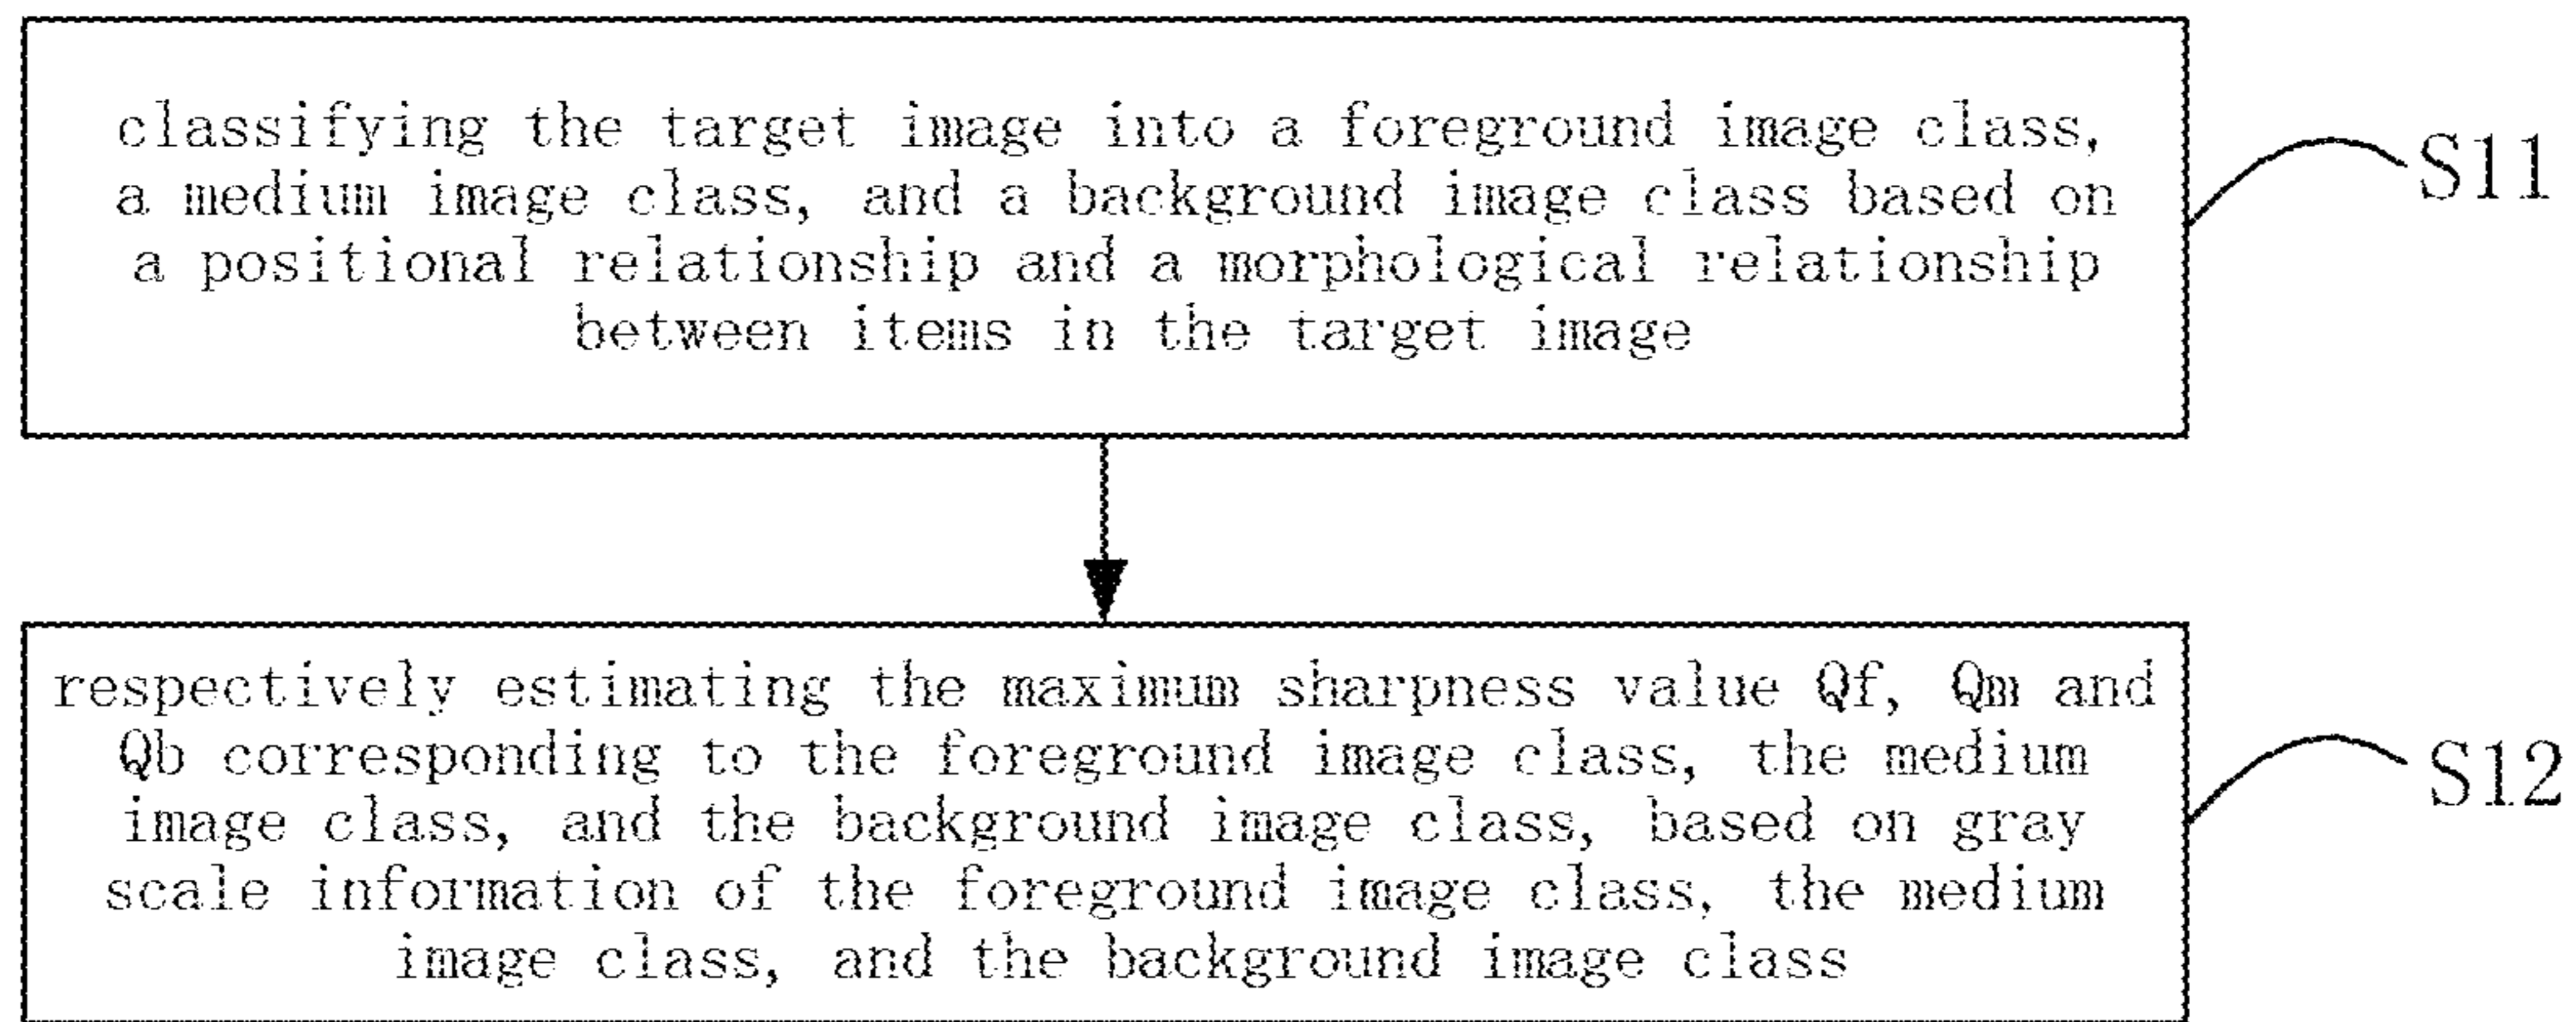 classifying the target image into a foreground image class,
a medium image class, and a background image class based on
a positional relationship and a morphological relationship
between items in the target image
S11
respectively estimating the maximum sharpness value Qf, Qm and
Qb corresponding to the foreground image class, the medium
image class, and the background image class, based on gray
scale information of the foreground image class, the medium
image class, and the background image class
S12